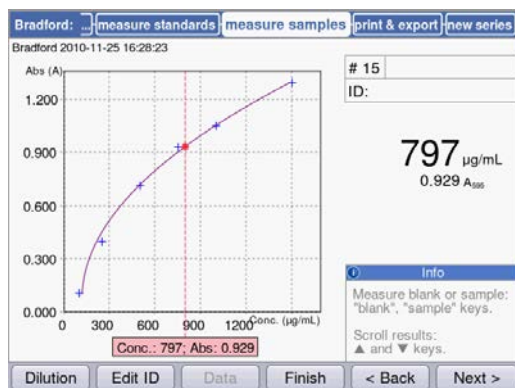 Bradford: ... measure standards measure samples print & export new series
Bradford 2010-11-25 16:28:23
Abs (A)
# 15
ID:
1.200
0.900
0.600
0.300
0.000
0 300 600 900 1200 Conc. (µg/mL)
Conc.: 797; Abs: 0.929
797 µg/mL
0.929 A595
Info
Measure blank or sample:
"blank", "sample" keys.
Scroll results:
▲ and ▼ keys.
Dilution Edit ID Data Finish < Back Next >